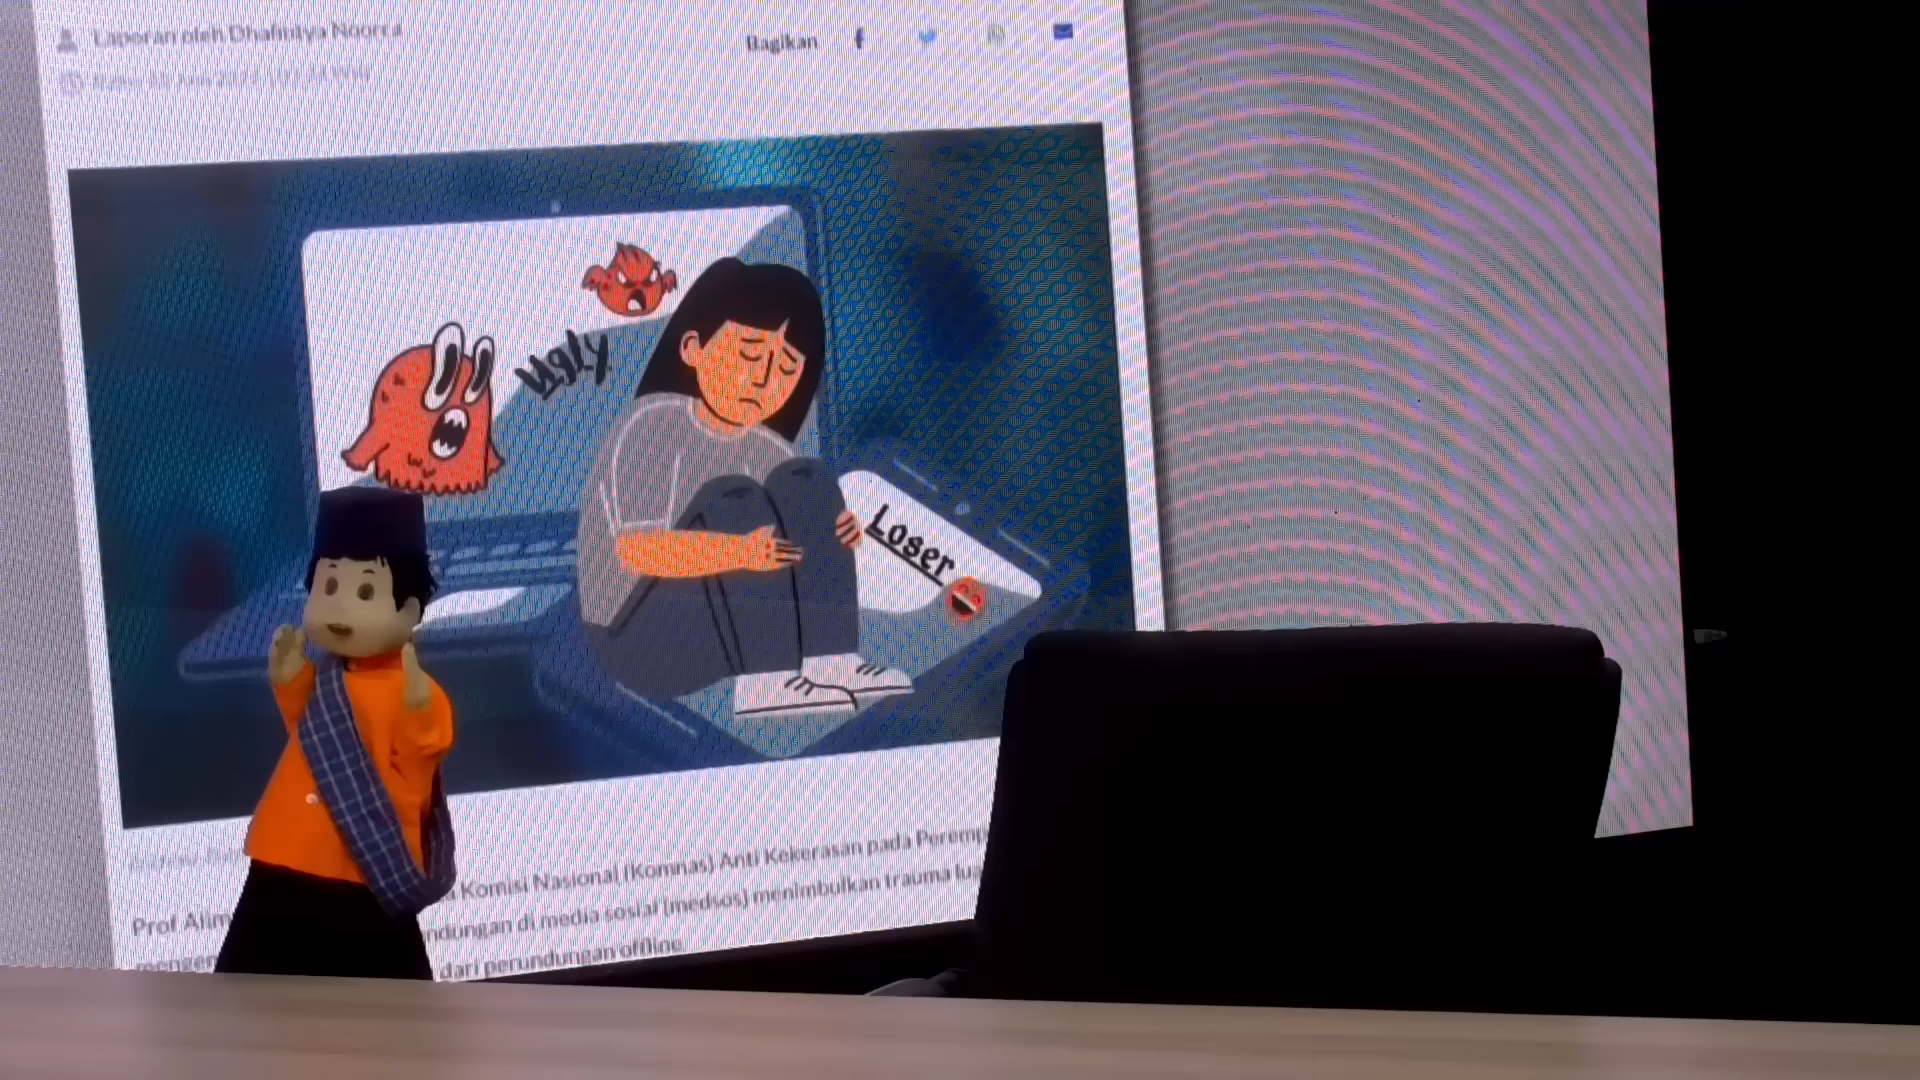 Laporan oleh Dhafintya Noorca
Bagikan
Ugly
Loser
Komisi Nasional (Komnas) Anti Kekerasan pada Peremp
Prof Alim ndungan di media sosial (medsos) menimbulkan trauma lua
mengen dari perundungan offline.